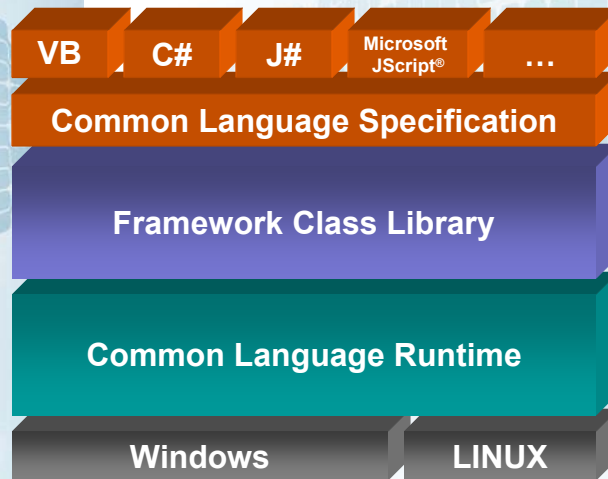 VB C# J# Microsoft JScript® ...
Common Language Specification
Framework Class Library
Common Language Runtime
Windows LINUX